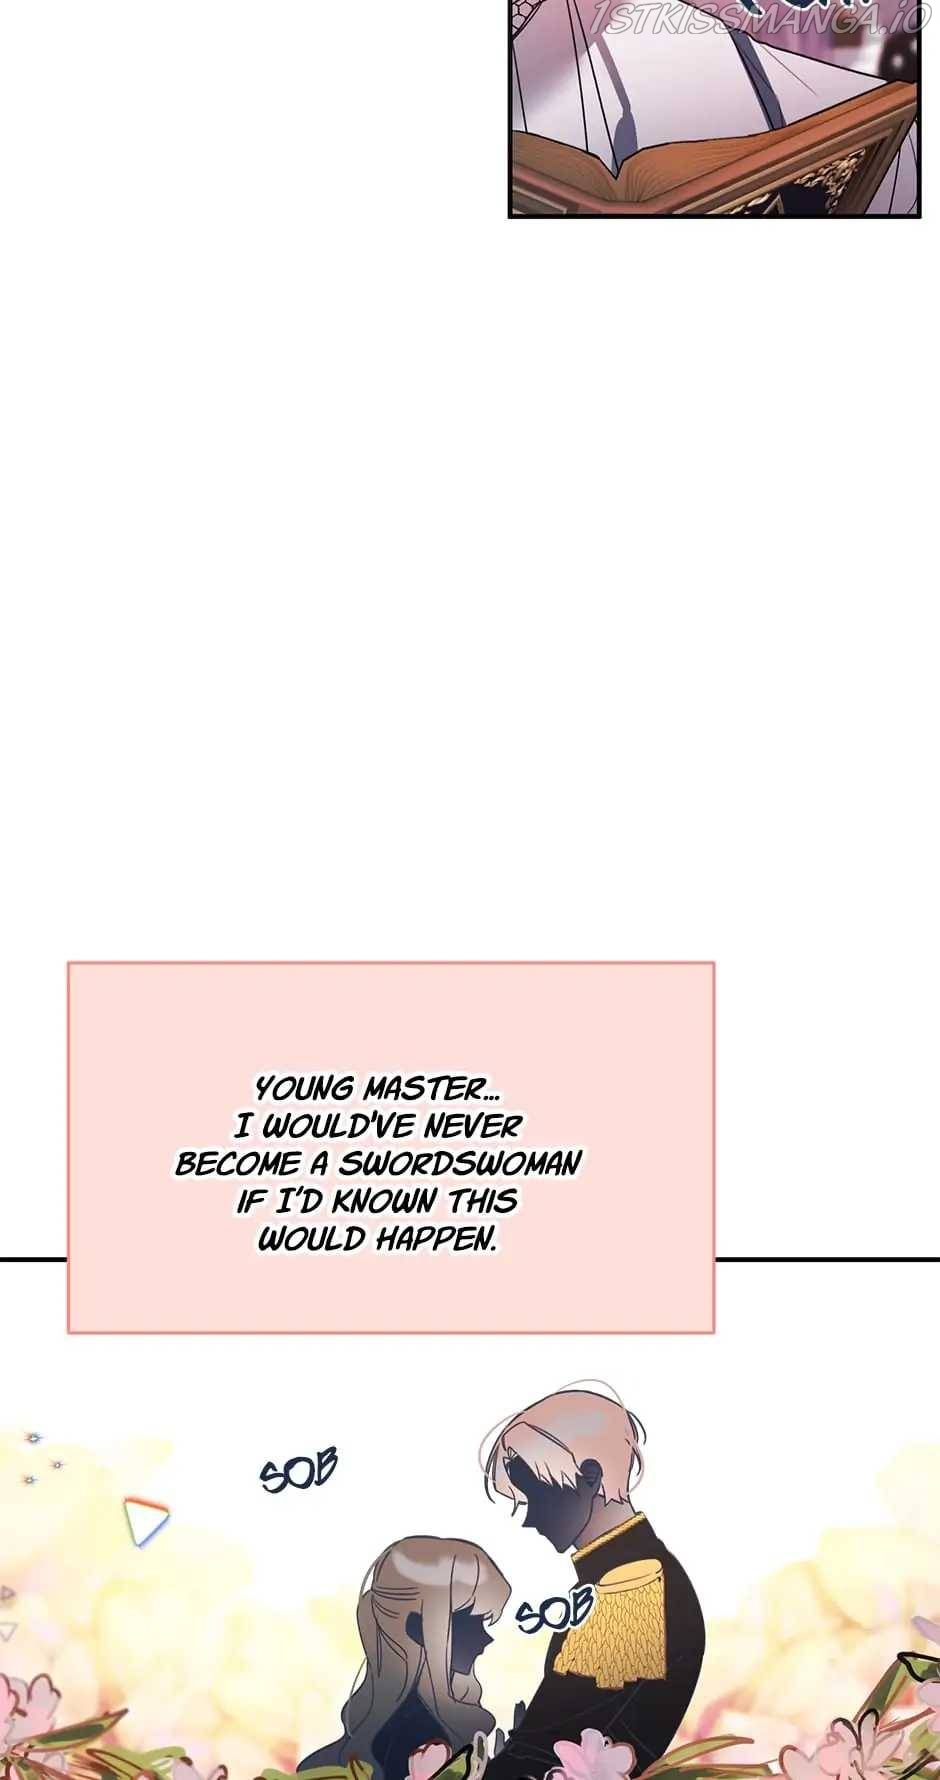 1STKISSMANGA.IO
YOUNG MASTER...
I WOULD'VE NEVER
BECOME A SWORDSWOMAN
IF I'D KNOWN THIS
WOULD HAPPEN.
SOB
SOB